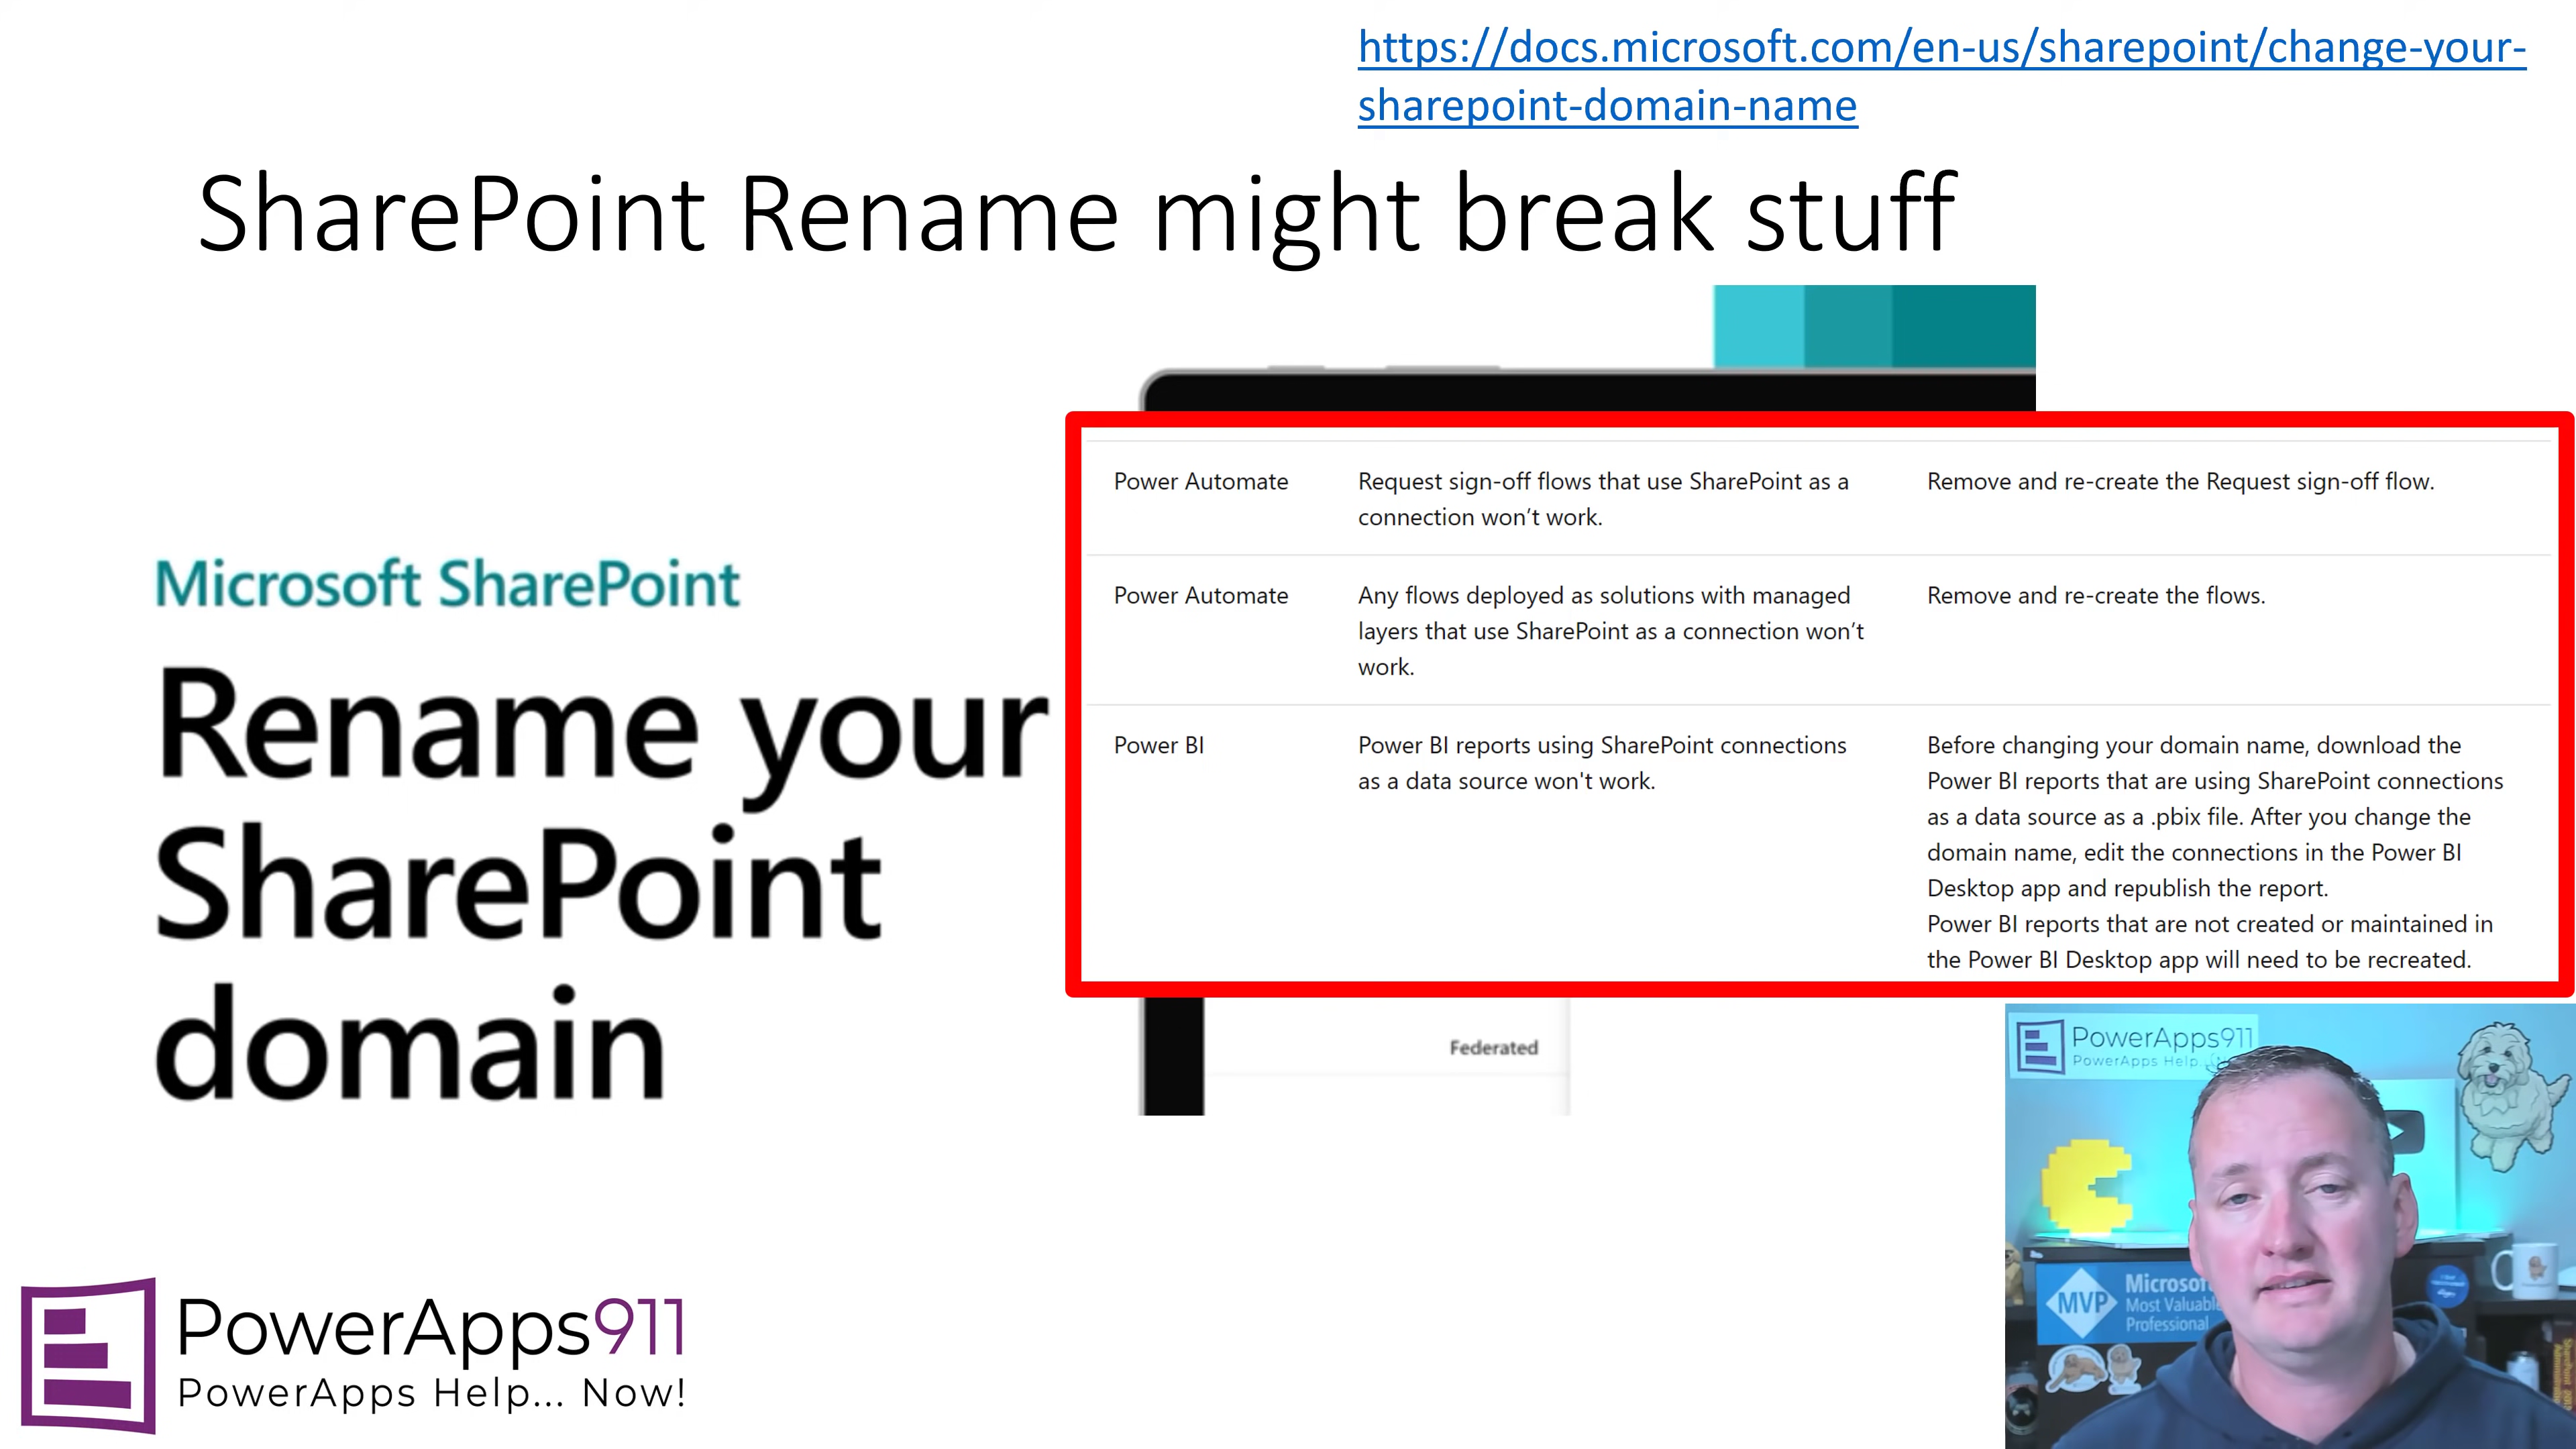 https://docs.microsoft.com/en-us/sharepoint/change-your-
sharepoint-domain-name
SharePoint Rename might break stuff
Microsoft SharePoint
Rename your
SharePoint
domain
Power Automate
Request sign-off flows that use SharePoint as a
connection won’t work.
Remove and re-create the Request sign-off flow.
Power Automate
Any flows deployed as solutions with managed
layers that use SharePoint as a connection won’t
work.
Remove and re-create the flows.
Power BI
Power BI reports using SharePoint connections
as a data source won't work.
Before changing your domain name, download the
Power BI reports that are using SharePoint connections
as a data source as a .pbix file. After you change the
domain name, edit the connections in the Power BI
Desktop app and republish the report.
Power BI reports that are not created or maintained in
the Power BI Desktop app will need to be recreated.
Federated
PowerApps911
PowerApps Help...
MVP
Microsoft
Most Valuable
Professional
PowerApps911
PowerApps Help... Now!